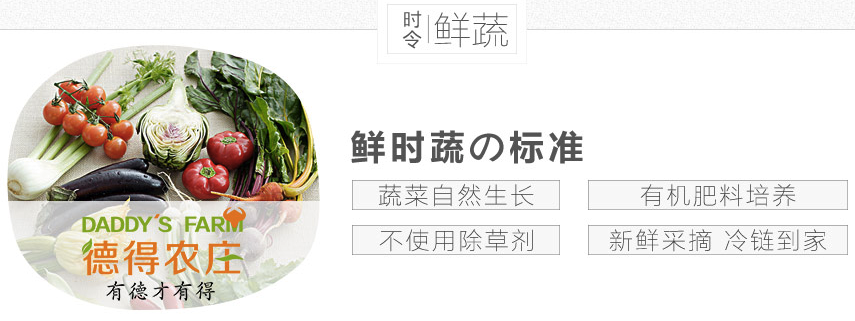 时令 鲜蔬
鲜时蔬の标准
蔬菜自然生长
有机肥料培养
不使用除草剂
新鲜采摘 冷链到家
DADDY'S FARM
德得农庄
有德才有得